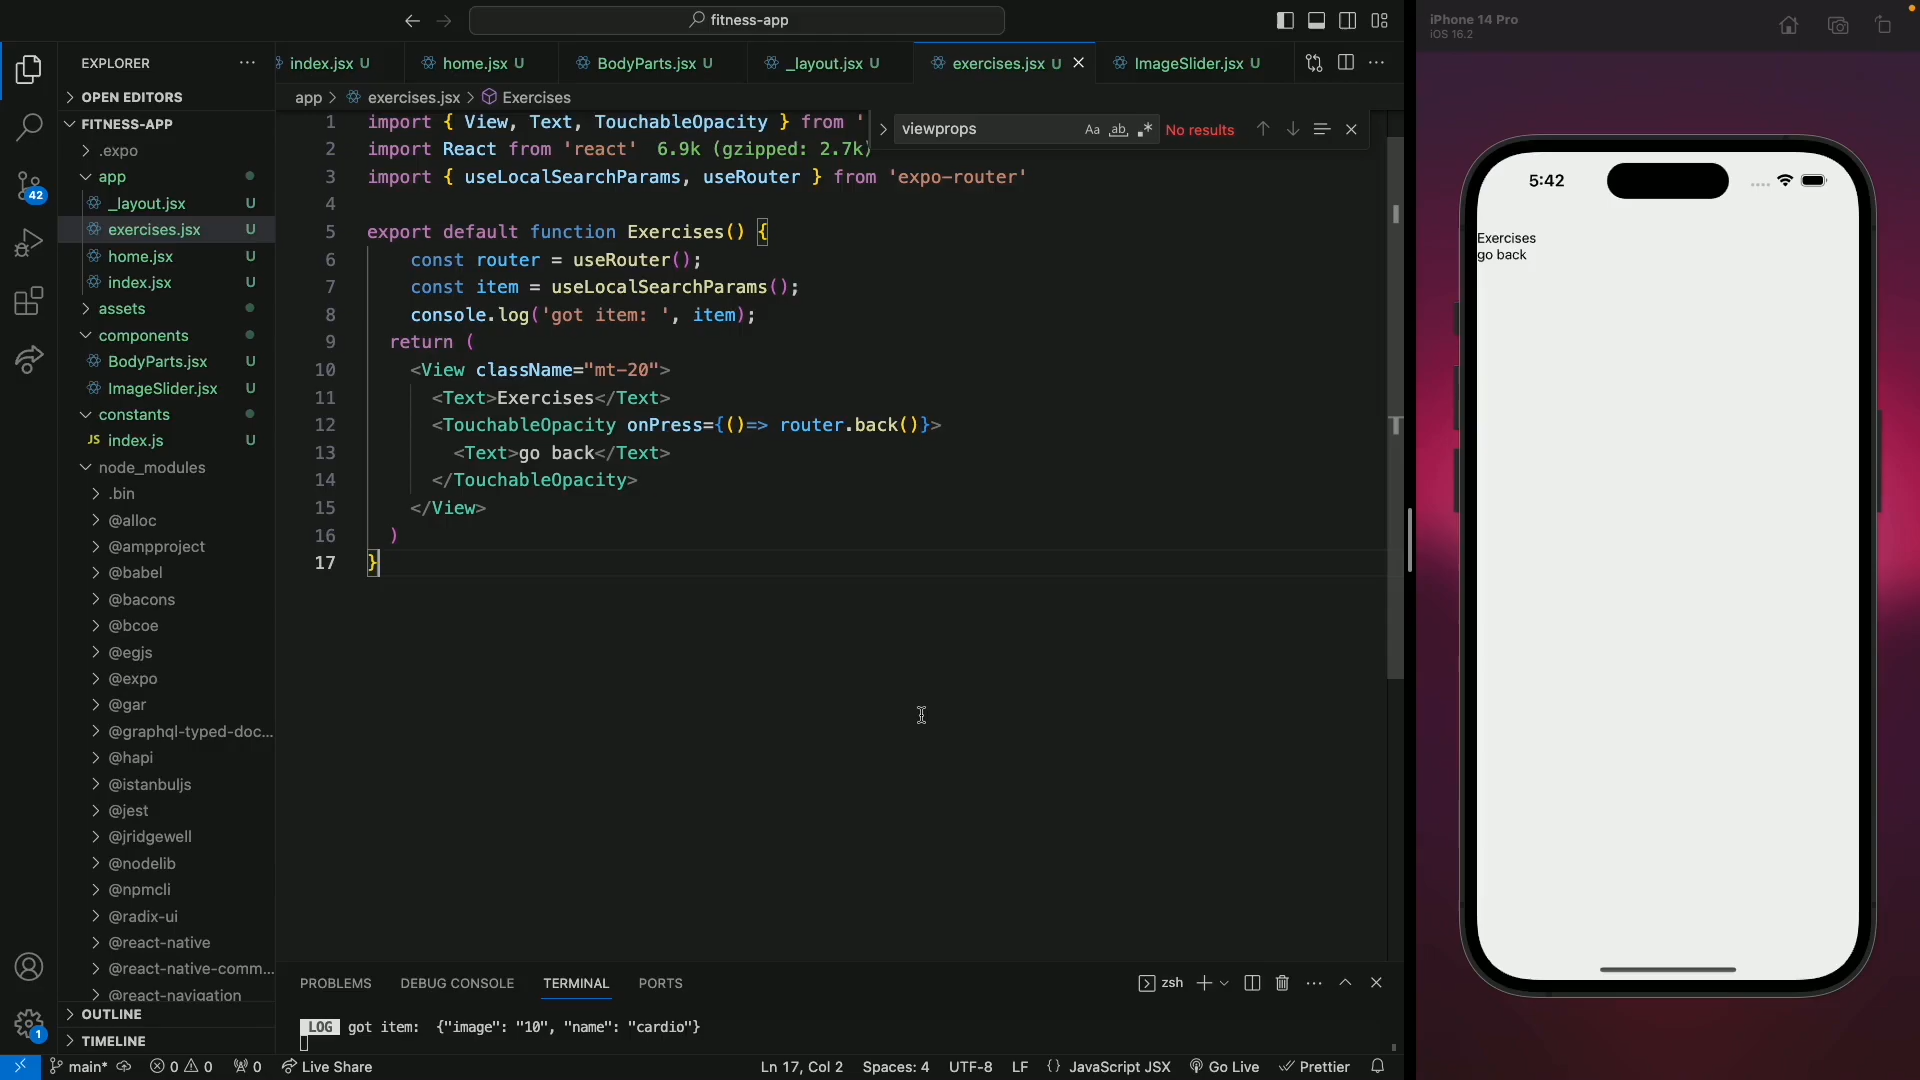 fitness-app
iPhone 14 Pro
iOS 16.2
EXPLORER
index.jsx U
home.jsx U
BodyParts.jsx U
_layout.jsx U
exercises.jsx U
ImageSlider.jsx U
OPEN EDITORS
app > exercises.jsx > Exercises
FITNESS-APP
.expo
app
_layout.jsx U
exercises.jsx U
home.jsx U
index.jsx U
assets
components
BodyParts.jsx U
ImageSlider.jsx U
constants
JS index.js U
node_modules
.bin
@alloc
@ampproject
@babel
@bacons
@bcoe
@egjs
@expo
@gar
@graphql-typed-doc...
@hapi
@istanbuljs
@jest
@jridgewell
@nodelib
@npmcli
@radix-ui
@react-native
@react-native-comm...
@react-navigation
OUTLINE
TIMELINE
42
1
viewprops Aa ab .* No results
1 import { View, Text, TouchableOpacity } from '
2 import React from 'react' 6.9k (gzipped: 2.7k)
3 import { useLocalSearchParams, useRouter } from 'expo-router'
4
5 export default function Exercises() {
6 const router = useRouter();
7 const item = useLocalSearchParams();
8 console.log('got item: ', item);
9 return (
10 <View className="mt-20">
11 <Text>Exercises</Text>
12 <TouchableOpacity onPress={()=> router.back()}>
13 <Text>go back</Text>
14 </TouchableOpacity>
15 </View>
16 )
17 }
PROBLEMS DEBUG CONSOLE TERMINAL PORTS
zsh
LOG got item: {"image": "10", "name": "cardio"}
main* 0 0 0 Live Share
Ln 17, Col 2 Spaces: 4 UTF-8 LF {} JavaScript JSX Go Live Prettier
5:42
Exercises
go back